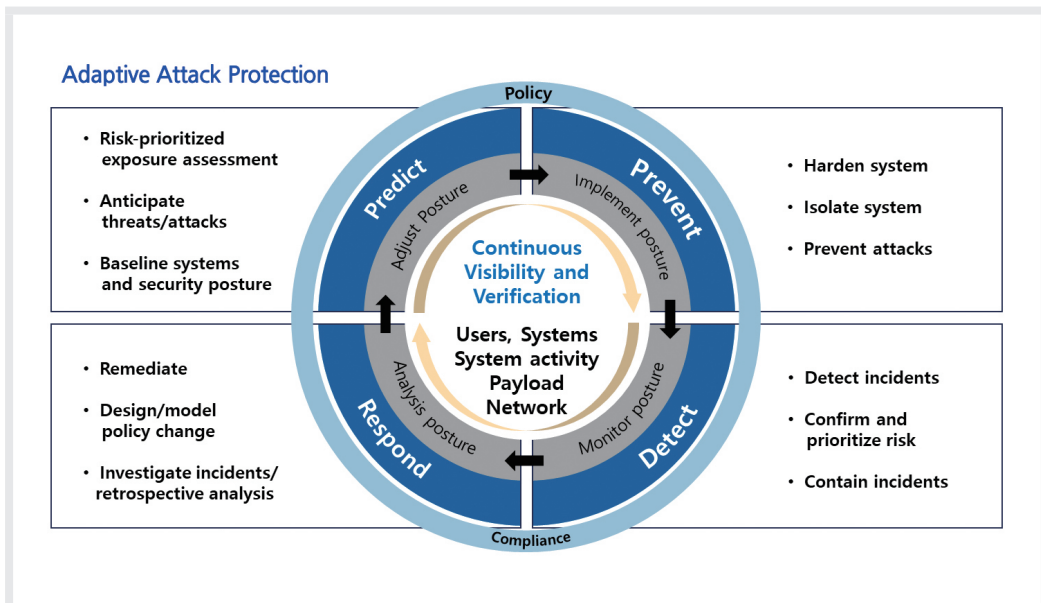 Adaptive Attack Protection
Policy
• Risk-prioritized
exposure assessment
• Anticipate
threats/attacks
• Baseline systems
and security posture
Predict
Adjust Posture
Prevent
Implement posture
• Harden system
• Isolate system
• Prevent attacks
Continuous
Visibility and
Verification
Users, Systems
System activity
Payload
Network
• Remediate
• Design/model
policy change
• Investigate incidents/
retrospective analysis
Respond
Analysis posture
Detect
Monitor posture
• Detect incidents
• Confirm and
prioritize risk
• Contain incidents
Compliance